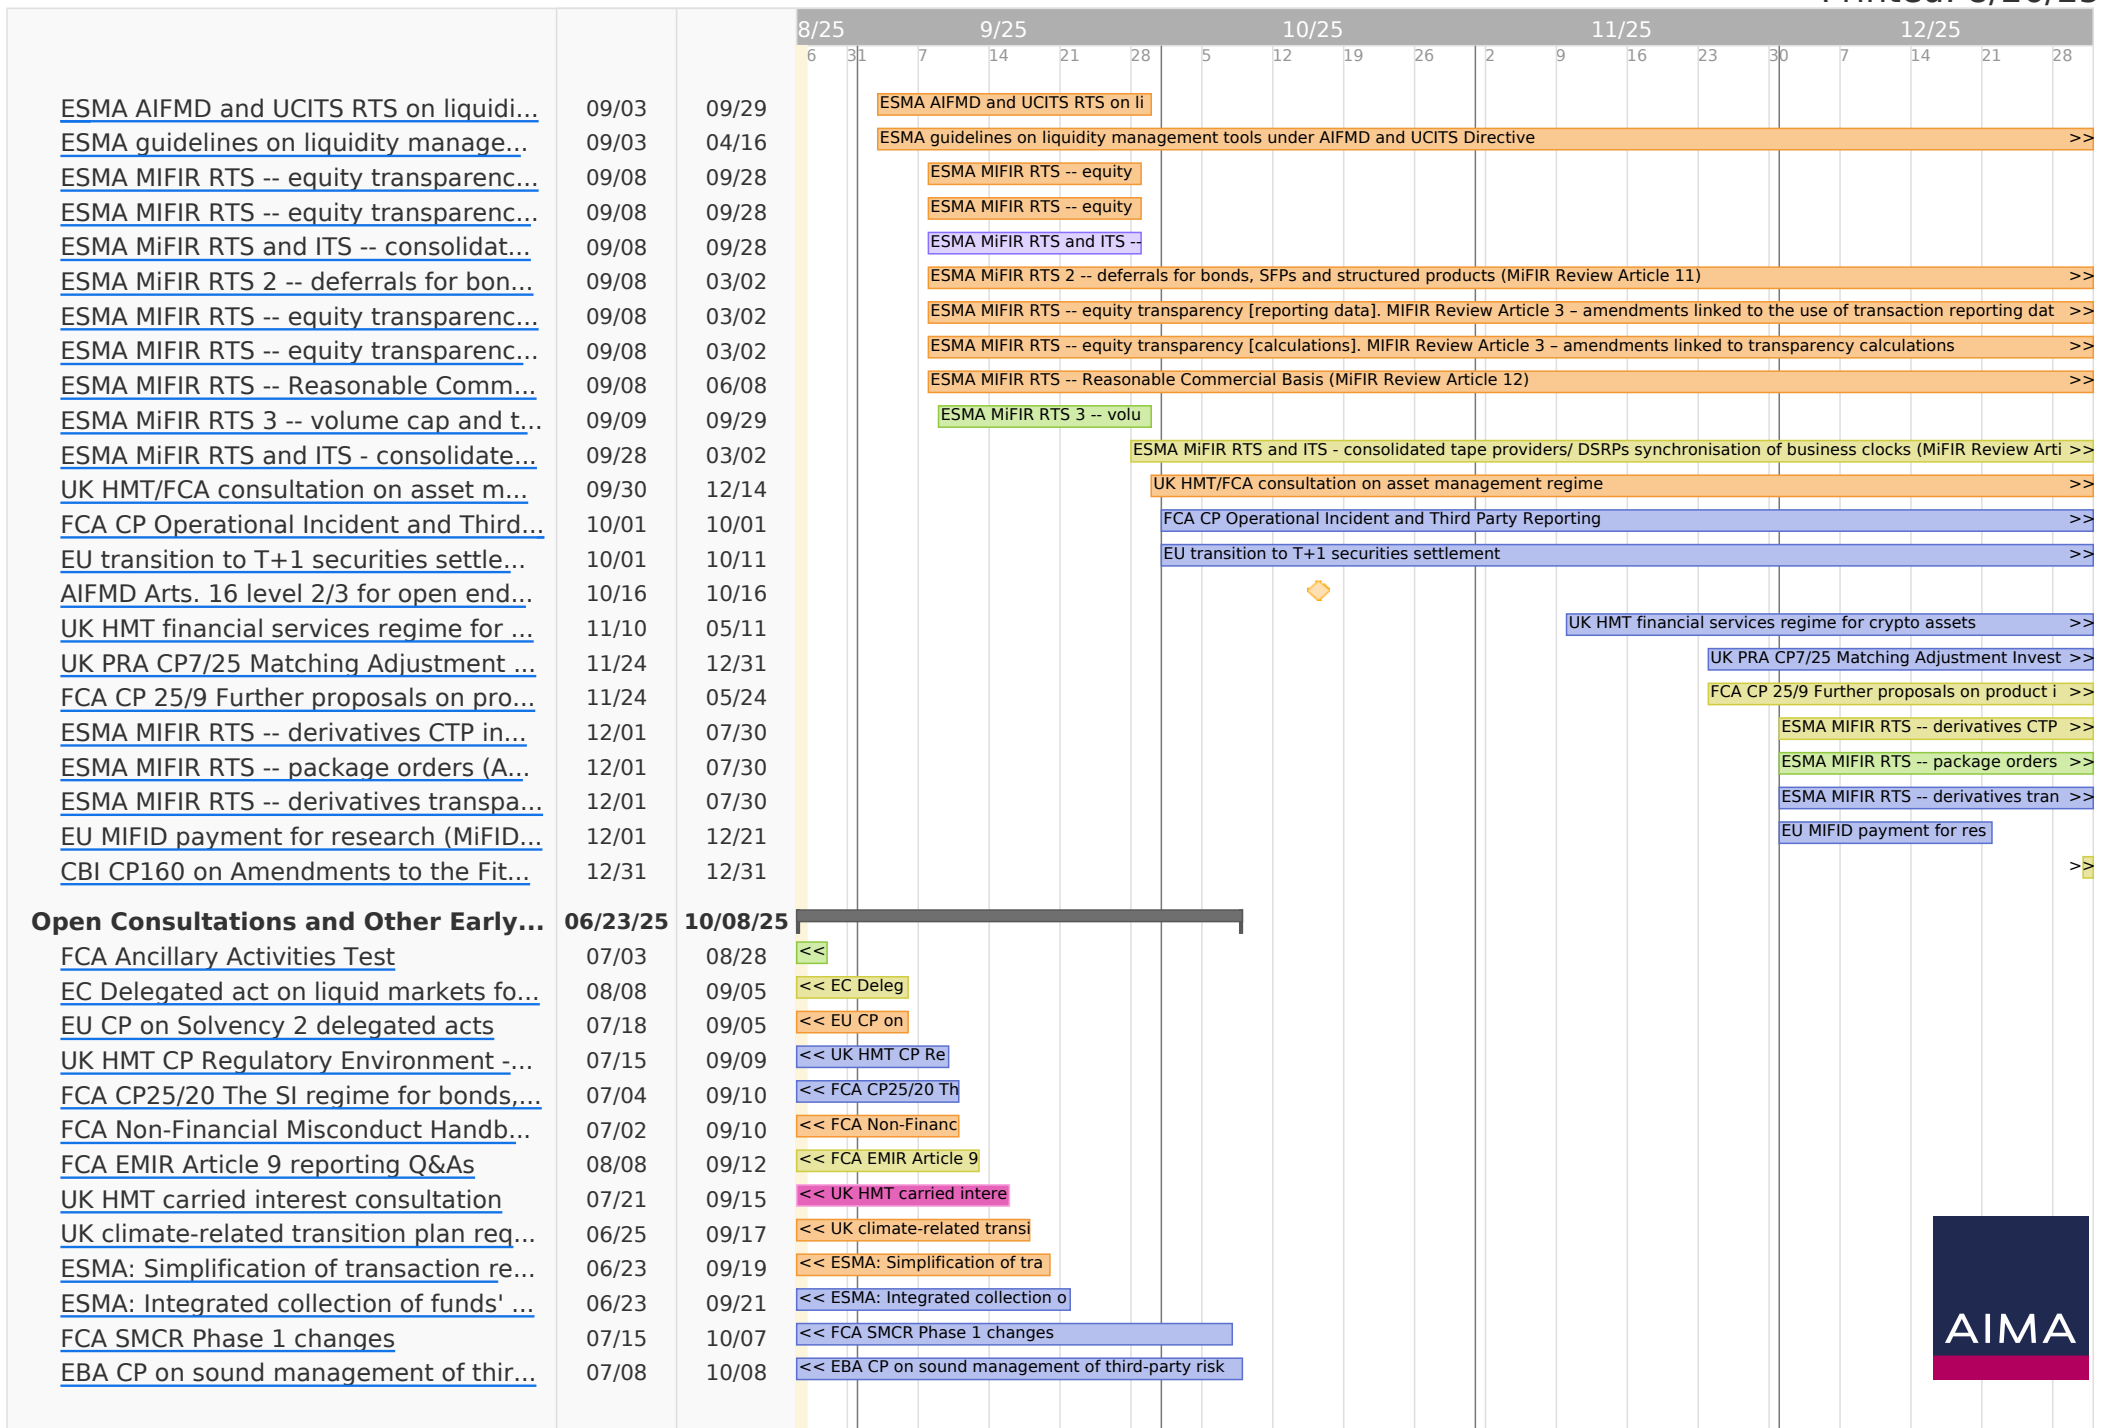 8/25 9/25 10/25 11/25 12/25
6 31 7 14 21 28 5 12 19 26 2 9 16 23 30 7 14 21 28
ESMA AIFMD and UCITS RTS on liquidi... 09/03 09/29 ESMA AIFMD and UCITS RTS on li
ESMA guidelines on liquidity manage... 09/03 04/16 ESMA guidelines on liquidity management tools under AIFMD and UCITS Directive >>
ESMA MIFIR RTS -- equity transparenc... 09/08 09/28 ESMA MIFIR RTS -- equity
ESMA MIFIR RTS -- equity transparenc... 09/08 09/28 ESMA MIFIR RTS -- equity
ESMA MiFIR RTS and ITS -- consolidat... 09/08 09/28 ESMA MiFIR RTS and ITS --
ESMA MiFIR RTS 2 -- deferrals for bon... 09/08 03/02 ESMA MiFIR RTS 2 -- deferrals for bonds, SFPs and structured products (MiFIR Review Article 11) >>
ESMA MIFIR RTS -- equity transparenc... 09/08 03/02 ESMA MIFIR RTS -- equity transparency [reporting data]. MIFIR Review Article 3 – amendments linked to the use of transaction reporting dat >>
ESMA MIFIR RTS -- equity transparenc... 09/08 03/02 ESMA MIFIR RTS -- equity transparency [calculations]. MIFIR Review Article 3 – amendments linked to transparency calculations >>
ESMA MIFIR RTS -- Reasonable Comm... 09/08 06/08 ESMA MIFIR RTS -- Reasonable Commercial Basis (MiFIR Review Article 12) >>
ESMA MiFIR RTS 3 -- volume cap and t... 09/09 09/29 ESMA MiFIR RTS 3 -- volu
ESMA MiFIR RTS and ITS - consolidate... 09/28 03/02 ESMA MiFIR RTS and ITS - consolidated tape providers/ DSRPs synchronisation of business clocks (MiFIR Review Arti >>
UK HMT/FCA consultation on asset m... 09/30 12/14 UK HMT/FCA consultation on asset management regime >>
FCA CP Operational Incident and Third... 10/01 10/01 FCA CP Operational Incident and Third Party Reporting >>
EU transition to T+1 securities settle... 10/01 10/11 EU transition to T+1 securities settlement >>
AIFMD Arts. 16 level 2/3 for open end... 10/16 10/16
UK HMT financial services regime for ... 11/10 05/11 UK HMT financial services regime for crypto assets >>
UK PRA CP7/25 Matching Adjustment ... 11/24 12/31 UK PRA CP7/25 Matching Adjustment Invest >>
FCA CP 25/9 Further proposals on pro... 11/24 05/24 FCA CP 25/9 Further proposals on product i >>
ESMA MIFIR RTS -- derivatives CTP in... 12/01 07/30 ESMA MIFIR RTS -- derivatives CTP >>
ESMA MIFIR RTS -- package orders (A... 12/01 07/30 ESMA MIFIR RTS -- package orders >>
ESMA MIFIR RTS -- derivatives transpa... 12/01 07/30 ESMA MIFIR RTS -- derivatives tran >>
EU MIFID payment for research (MiFID... 12/01 12/21 EU MIFID payment for res
CBI CP160 on Amendments to the Fit... 12/31 12/31 >>
Open Consultations and Other Early... 06/23/25 10/08/25
FCA Ancillary Activities Test 07/03 08/28 <<
EC Delegated act on liquid markets fo... 08/08 09/05 << EC Deleg
EU CP on Solvency 2 delegated acts 07/18 09/05 << EU CP on
UK HMT CP Regulatory Environment -... 07/15 09/09 << UK HMT CP Re
FCA CP25/20 The SI regime for bonds,... 07/04 09/10 << FCA CP25/20 Th
FCA Non-Financial Misconduct Handb... 07/02 09/10 << FCA Non-Financ
FCA EMIR Article 9 reporting Q&As 08/08 09/12 << FCA EMIR Article 9
UK HMT carried interest consultation 07/21 09/15 << UK HMT carried intere
UK climate-related transition plan req... 06/25 09/17 << UK climate-related transi
ESMA: Simplification of transaction re... 06/23 09/19 << ESMA: Simplification of tra
ESMA: Integrated collection of funds' ... 06/23 09/21 << ESMA: Integrated collection o
FCA SMCR Phase 1 changes 07/15 10/07 << FCA SMCR Phase 1 changes
EBA CP on sound management of thir... 07/08 10/08 << EBA CP on sound management of third-party risk
AIMA